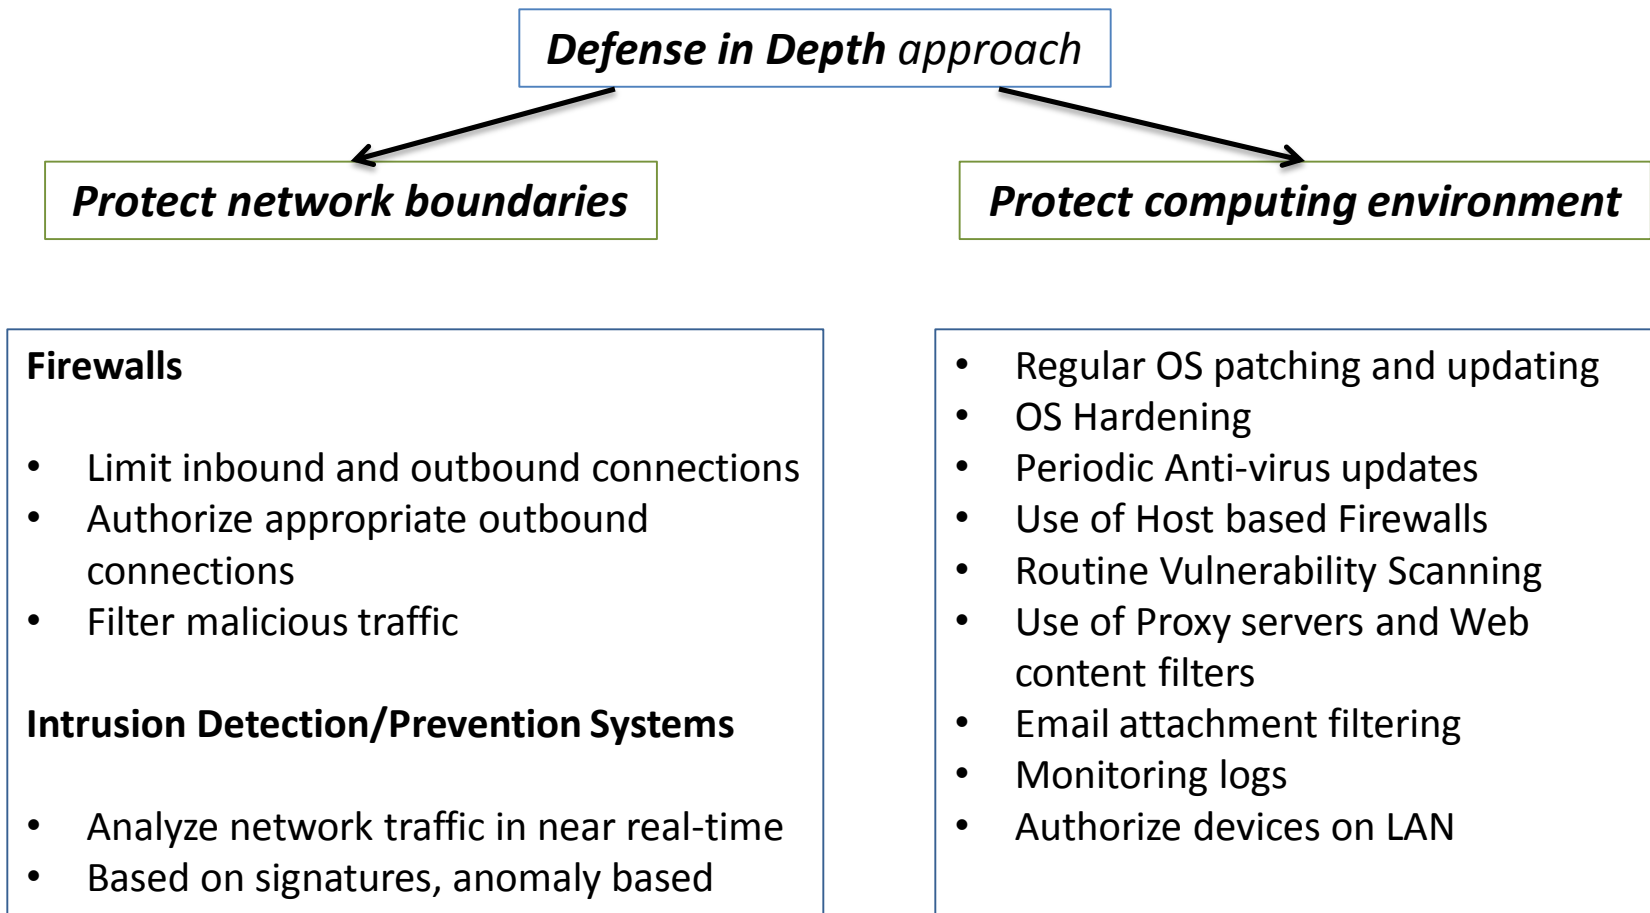 Defense in Depth approach
Protect network boundaries
Protect computing environment
Firewalls
• Limit inbound and outbound connections
• Authorize appropriate outbound
connections
• Filter malicious traffic
Intrusion Detection/Prevention Systems
• Analyze network traffic in near real-time
• Based on signatures, anomaly based
• Regular OS patching and updating
• OS Hardening
• Periodic Anti-virus updates
• Use of Host based Firewalls
• Routine Vulnerability Scanning
• Use of Proxy servers and Web
content filters
• Email attachment filtering
• Monitoring logs
• Authorize devices on LAN